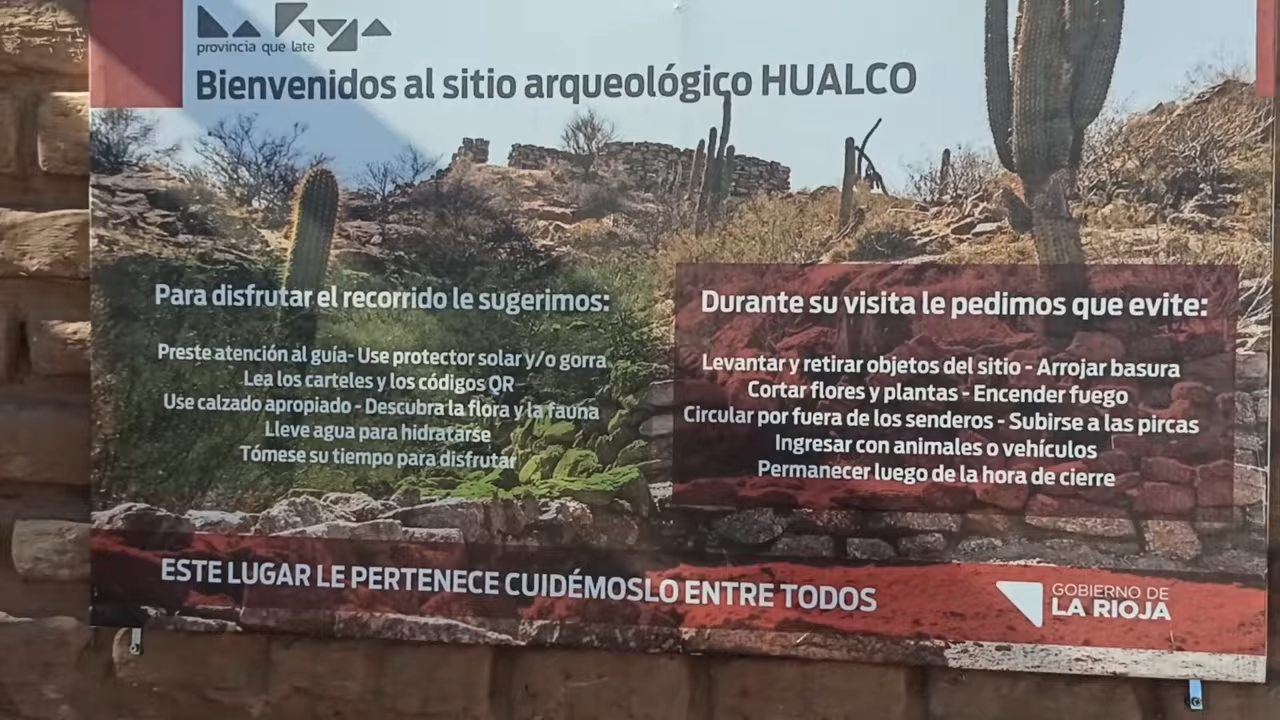 La Rioja
provincia que late
Bienvenidos al sitio arqueológico HUALCO
Para disfrutar el recorrido le sugerimos:
Preste atención al guía- Use protector solar y/o gorra
Lea los carteles y los códigos QR
Use calzado apropiado - Descubra la flora y la fauna
Lleve agua para hidratarse
Tómese su tiempo para disfrutar
Durante su visita le pedimos que evite:
Levantar y retirar objetos del sitio - Arrojar basura
Cortar flores y plantas - Encender fuego
Circular por fuera de los senderos - Subirse a las pircas
Ingresar con animales o vehículos
Permanecer luego de la hora de cierre
ESTE LUGAR LE PERTENECE CUIDÉMOSLO ENTRE TODOS
GOBIERNO DE
LA RIOJA